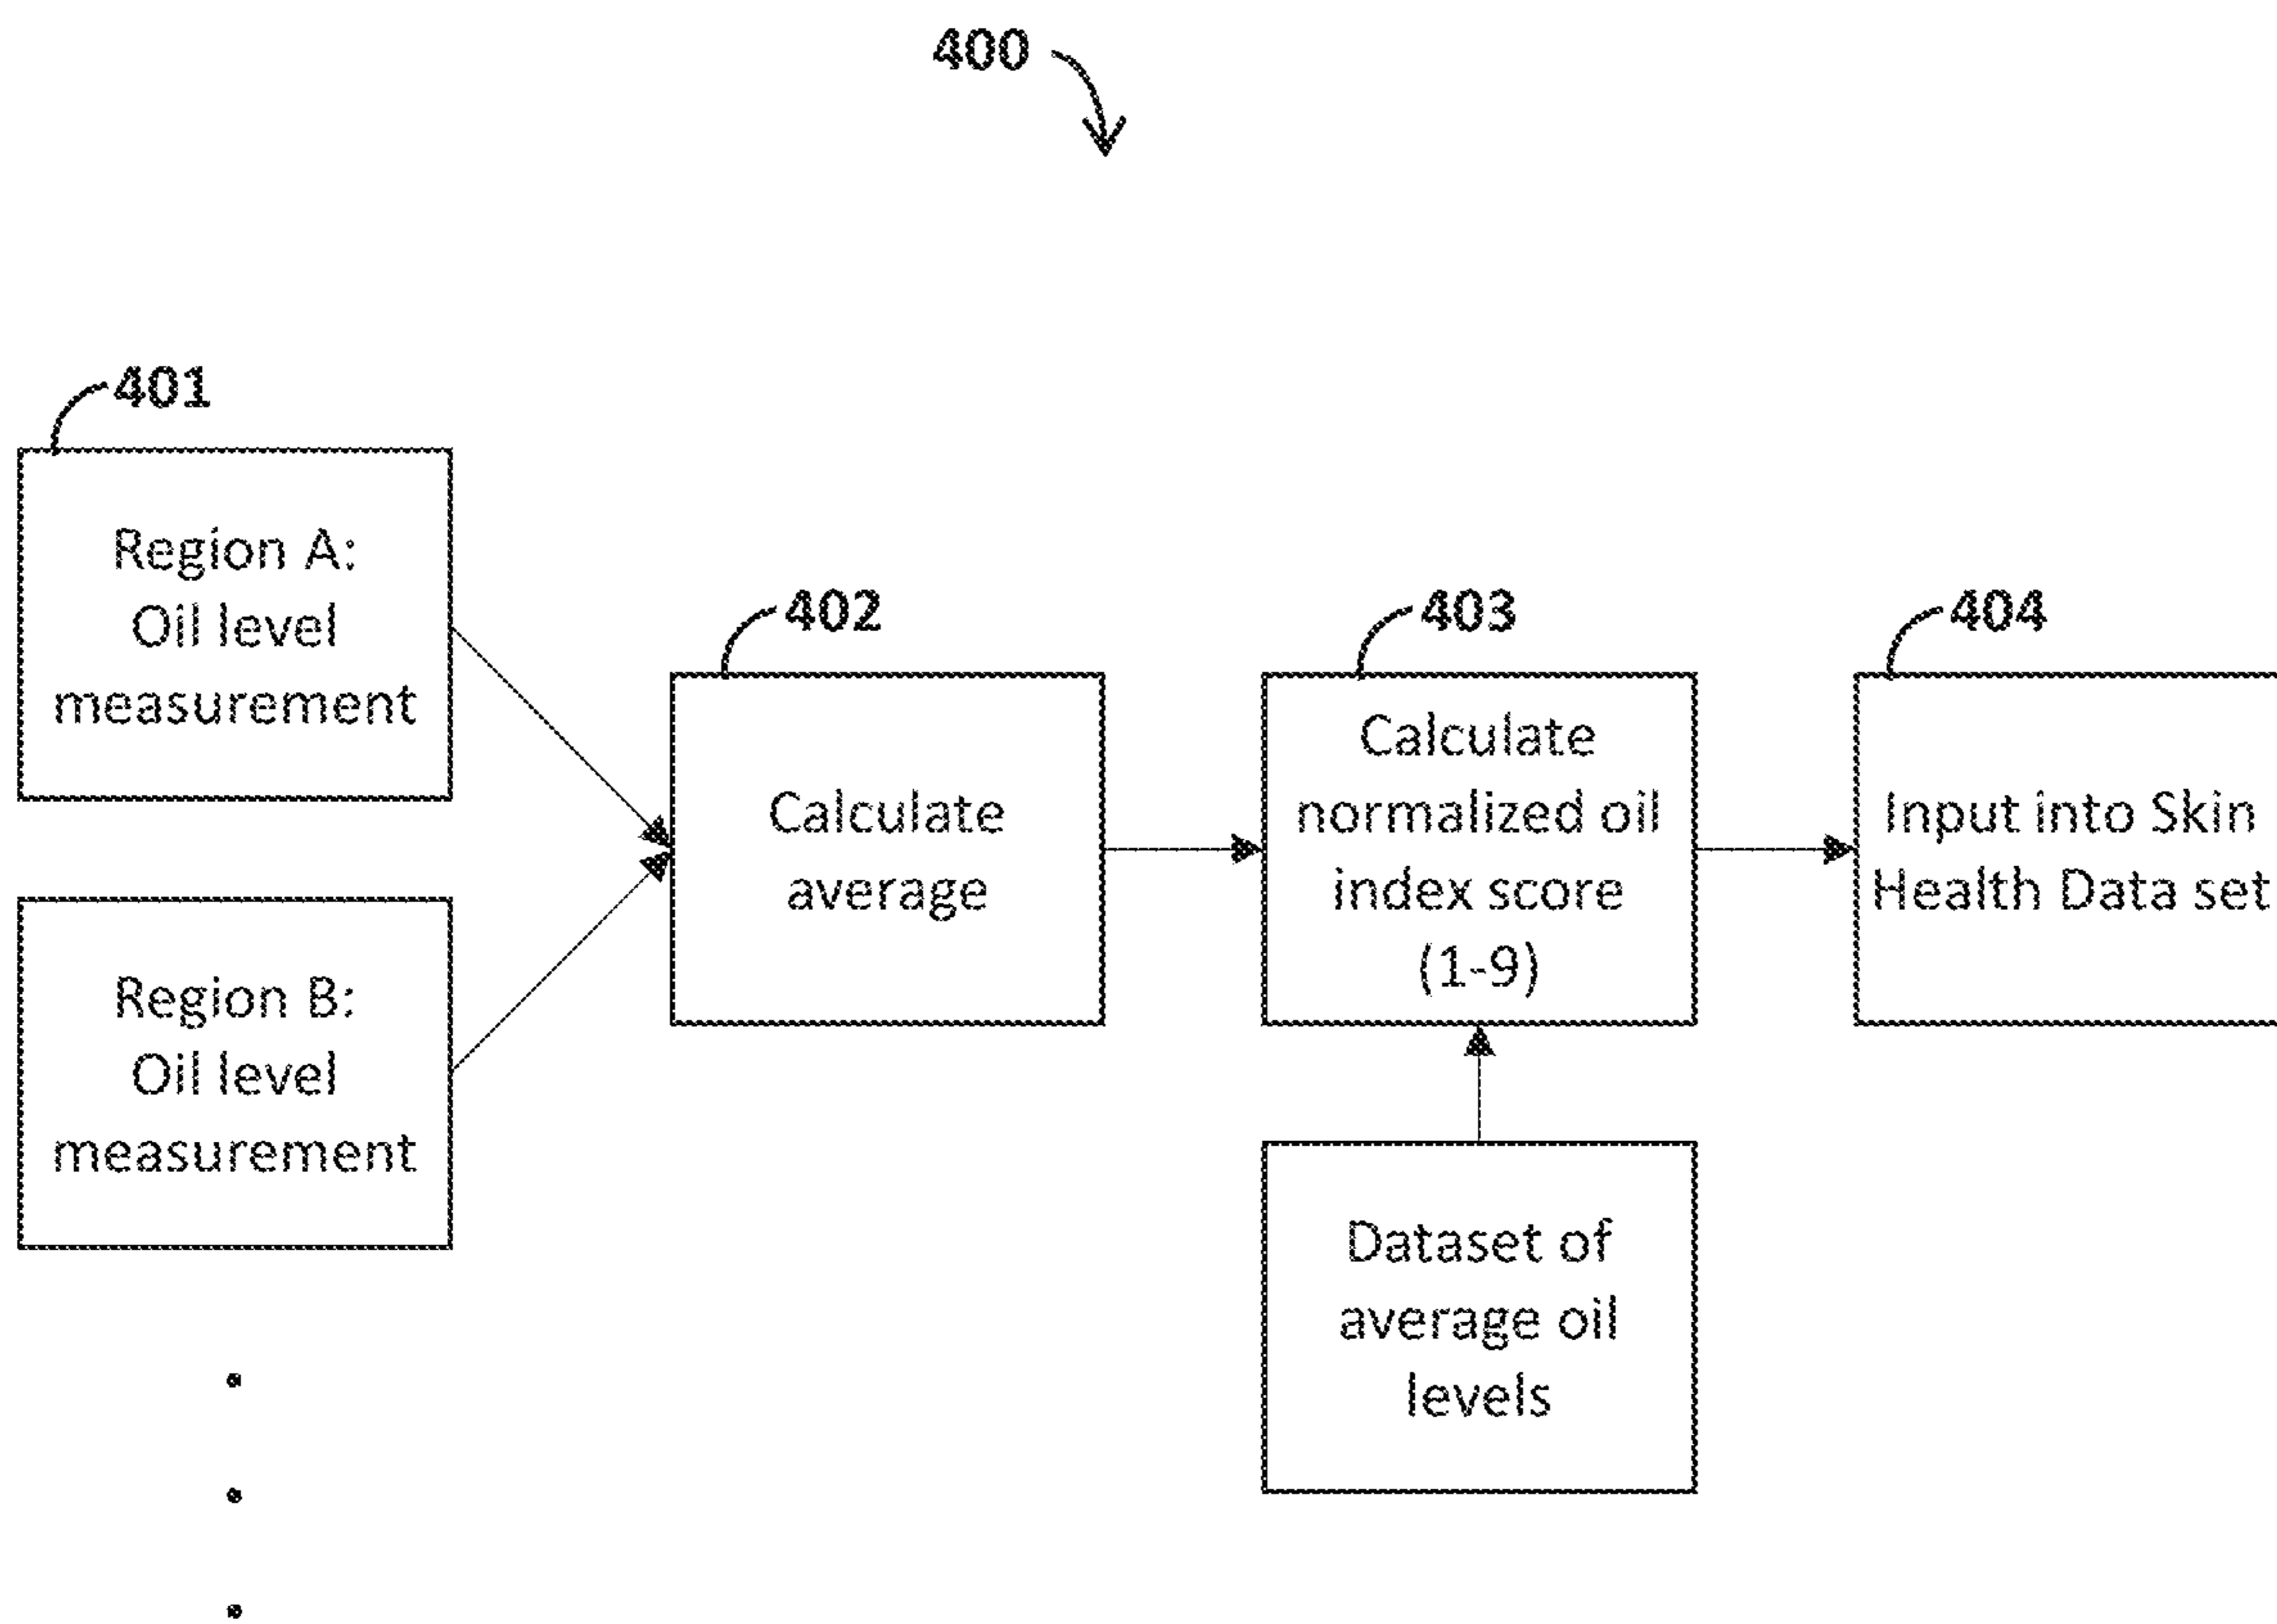 400
401
Region A:
Oil level
measurement
Region B:
Oil level
measurement
402
Calculate
average
403
Calculate
normalized oil
index score
(1-9)
Dataset of
average oil
levels
404
Input into Skin
Health Data set